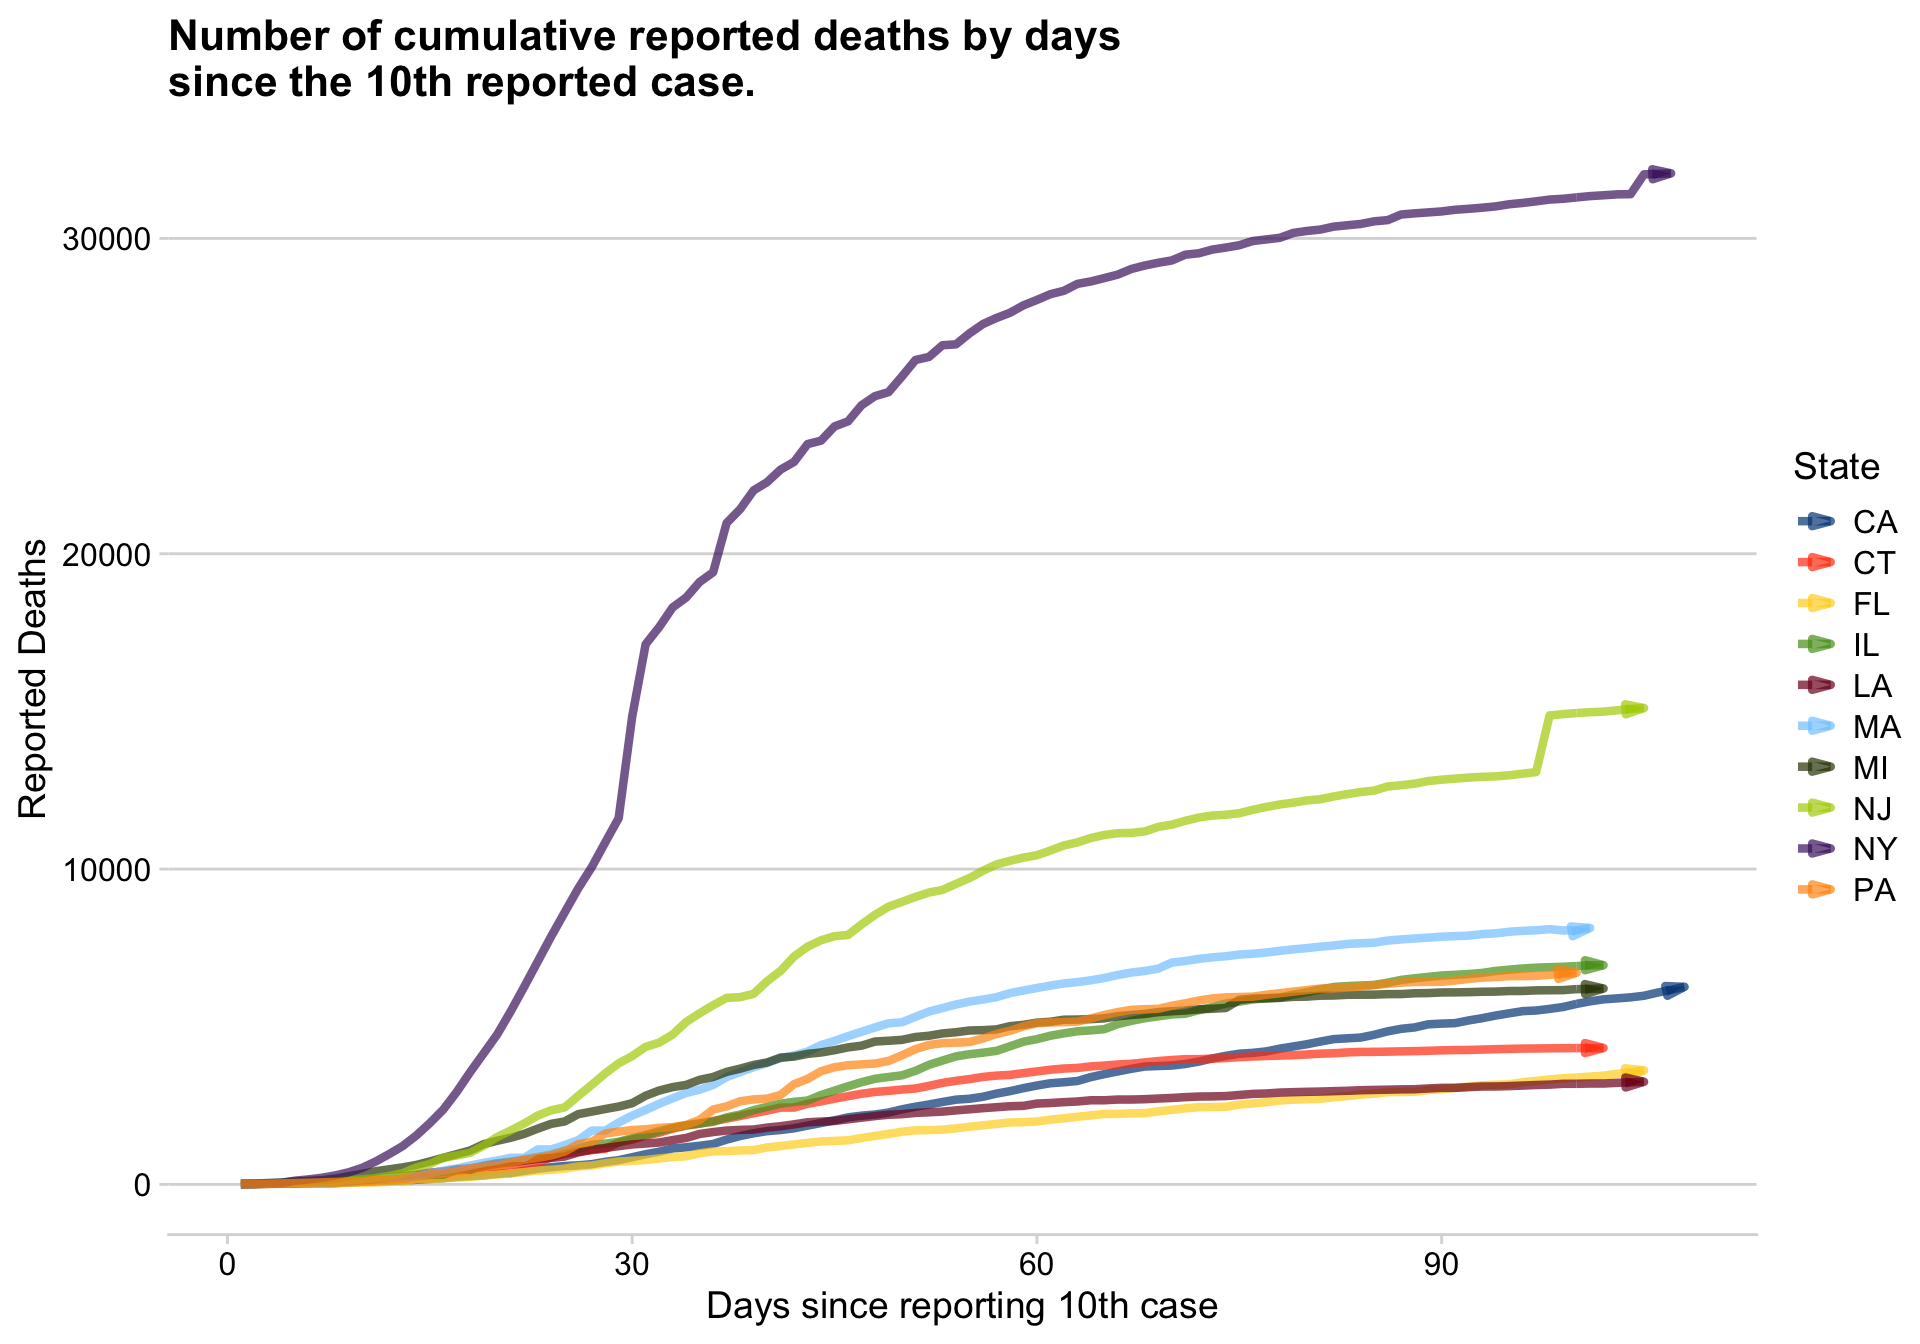 Number of cumulative reported deaths by days
since the 10th reported case.
Reported Deaths
30000
20000
10000
0
0
30
60
90
Days since reporting 10th case
State
CA
CT
FL
IL
LA
MA
MI
NJ
NY
PA